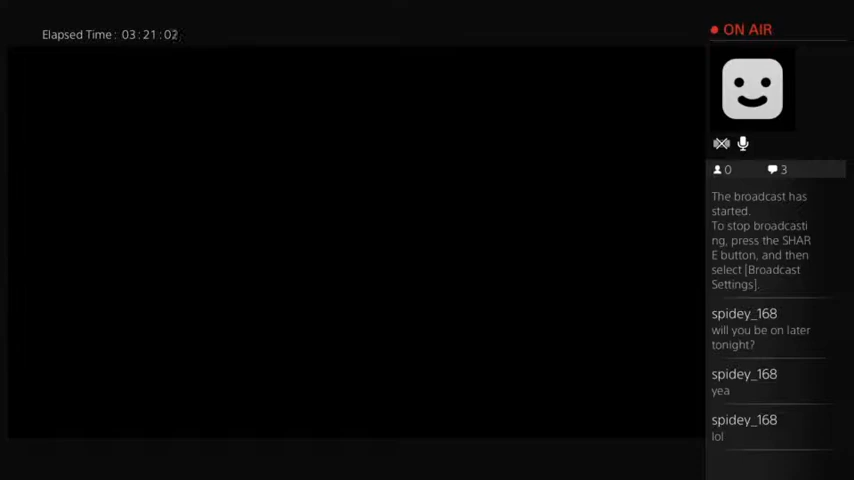 Elapsed Time: 03:21:02
ON AIR
0 3
The broadcast has
started.
To stop broadcasti
ng, press the SHAR
E button, and then
select [Broadcast
Settings].
spidey_168
will you be on later
tonight?
spidey_168
yea
spidey_168
lol